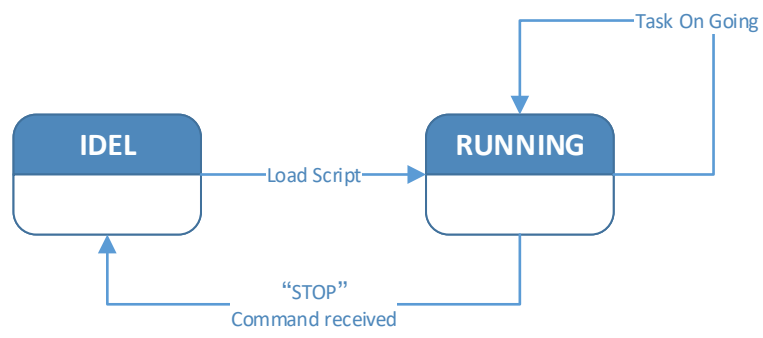 Task On Going
IDEL
RUNNING
Load Script
“STOP”
Command received